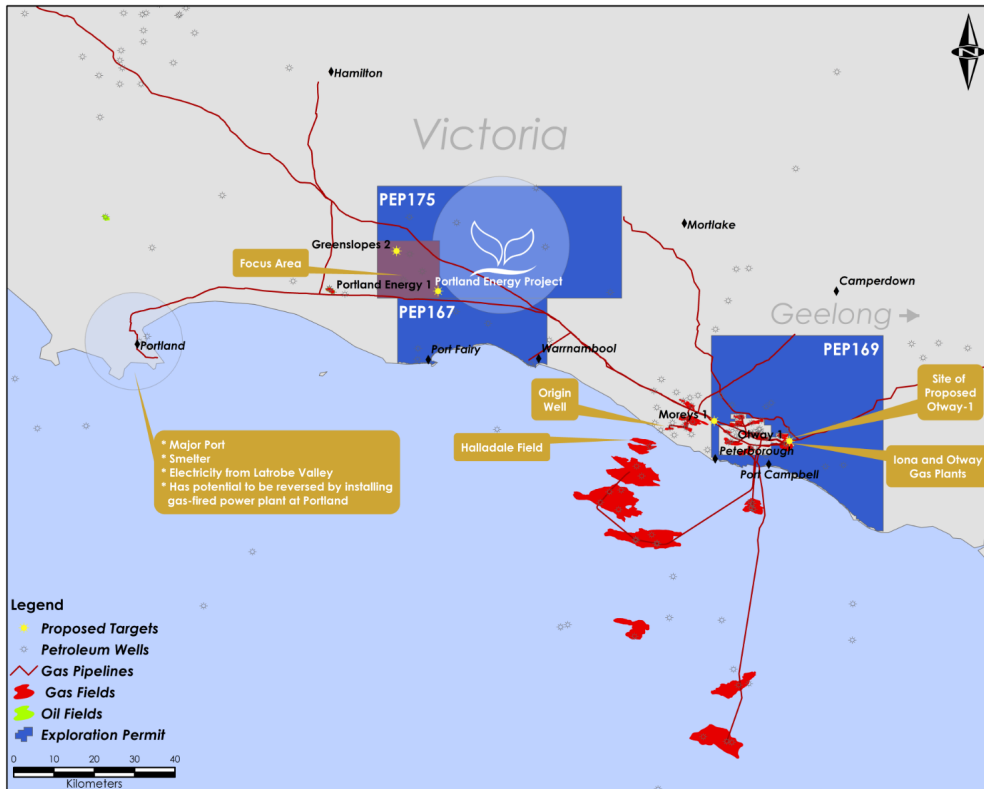 Hamilton
N
Victoria
PEP175
Mortlake
Greenslopes 2
Focus Area
Portland Energy 1
Portland Energy Project
Camperdown
PEP167
Geelong
Portland
Port Fairy
Warrnambool
PEP169
Origin
Well
Site of
Proposed
Otway-1
Moreys 1
Otway 1
Halladale Field
Peterborough
Port Campbell
Iona and Otway
Gas Plants
* Major Port
* Smelter
* Electricity from Latrobe Valley
* Has potential to be reversed by installing
gas-fired power plant at Portland
Legend
Proposed Targets
Petroleum Wells
Gas Pipelines
Gas Fields
Oil Fields
Exploration Permit
0 10 20 30 40
Kilometers